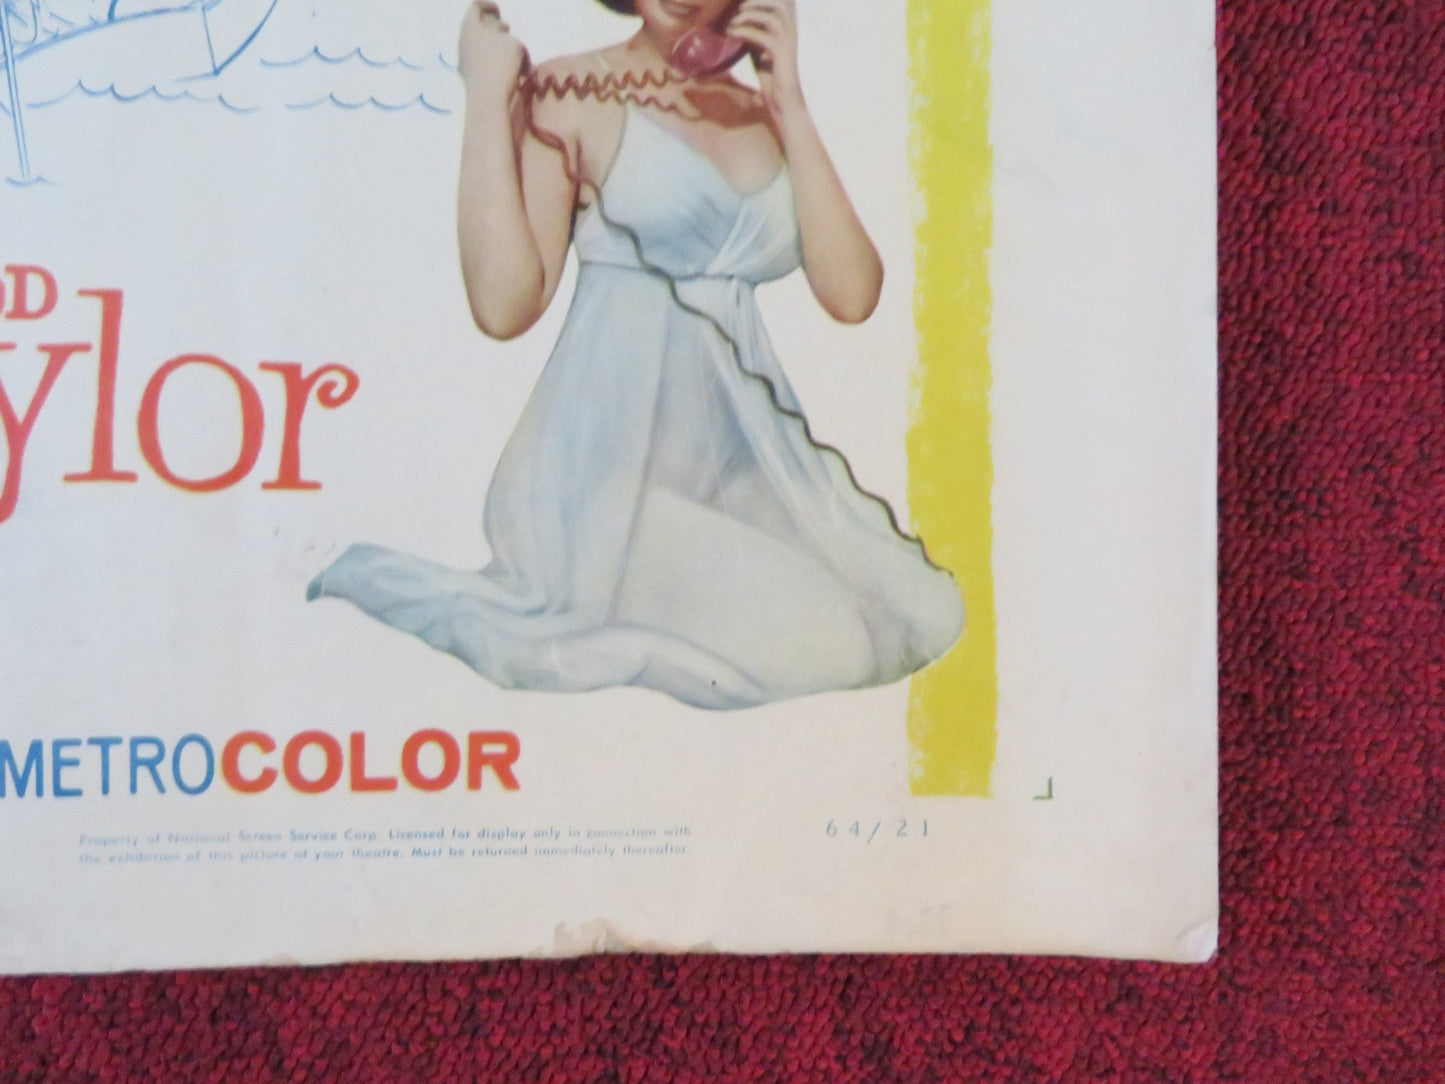 OD
ylor
METROCOLOR
Property of National Screen Service Corp. Licensed for display only in connection with
the exhibition of this picture at your theatre. Must be returned immediately thereafter.
64/21